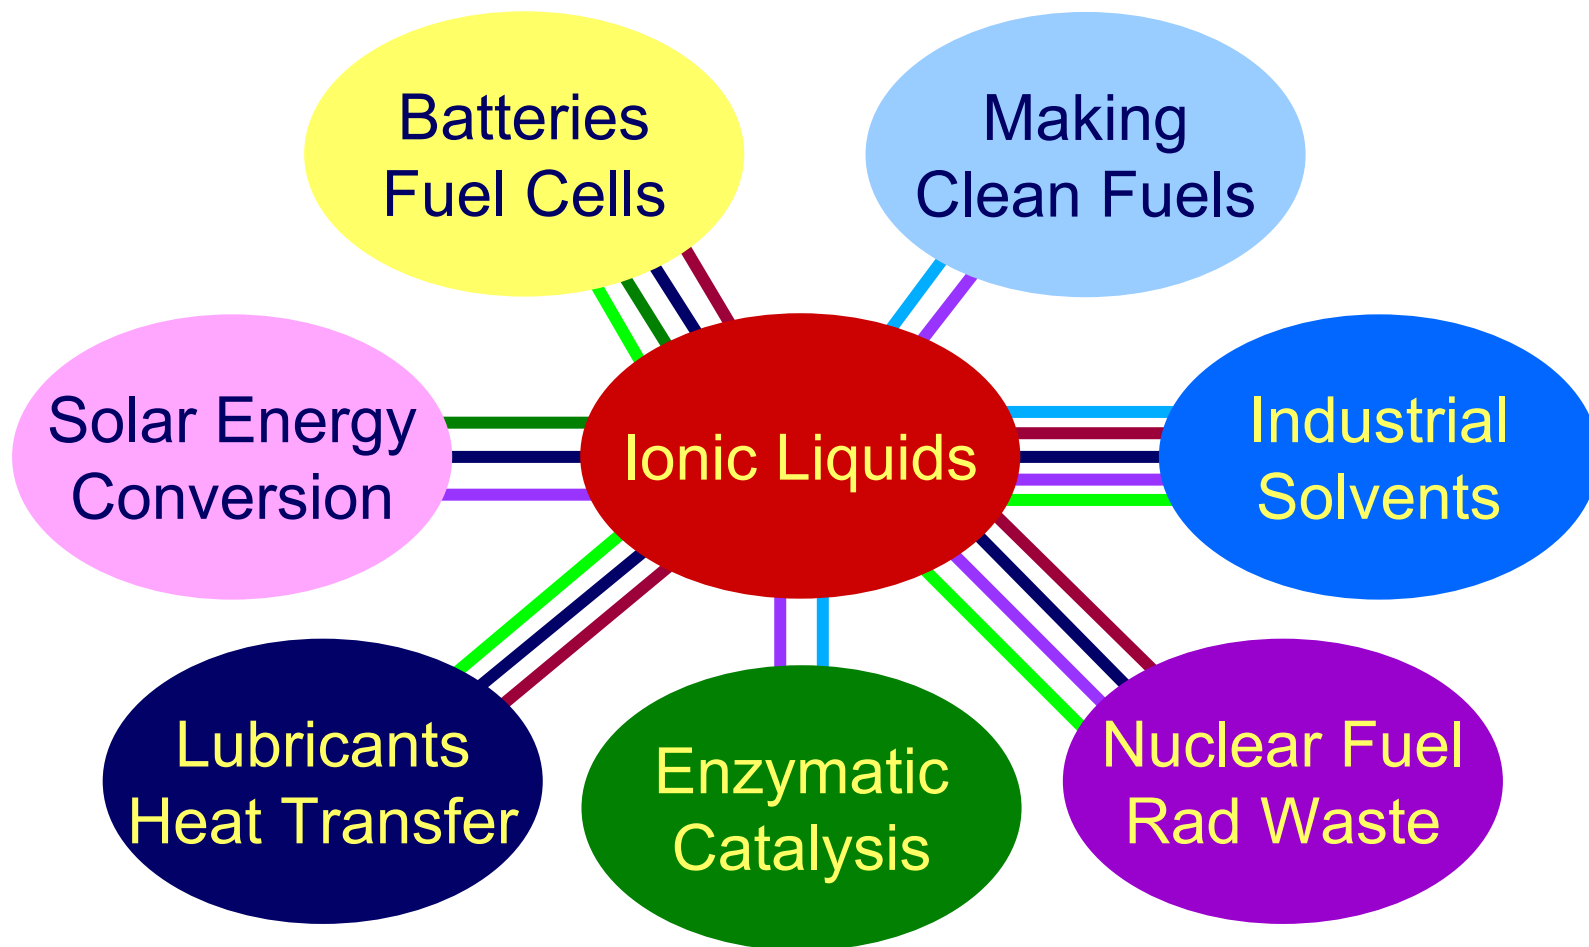 Batteries
Fuel Cells
Making
Clean Fuels
Solar Energy
Conversion
Ionic Liquids
Industrial
Solvents
Lubricants
Heat Transfer
Enzymatic
Catalysis
Nuclear Fuel
Rad Waste